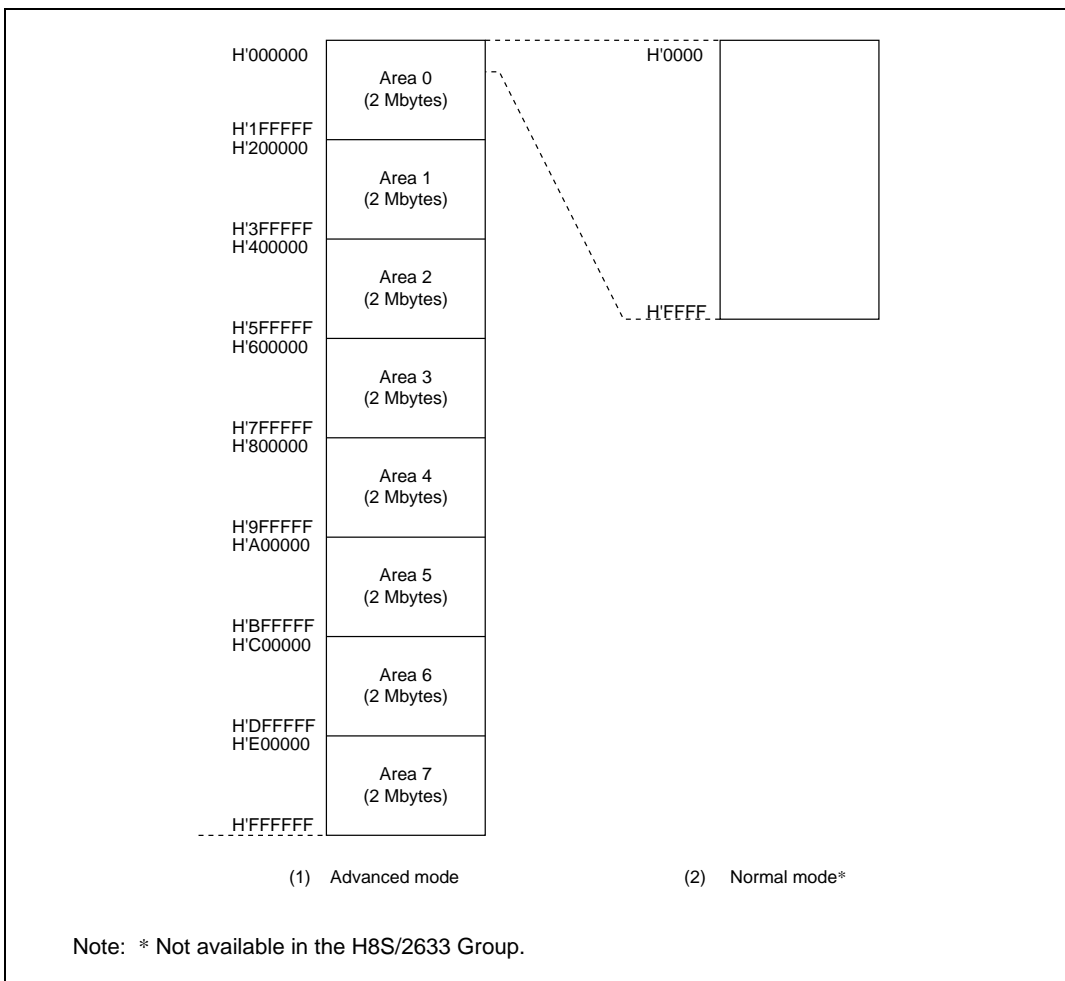 H'000000
Area 0
(2 Mbytes)
H'1FFFFF
H'200000
Area 1
(2 Mbytes)
H'3FFFFF
H'400000
Area 2
(2 Mbytes)
H'5FFFFF
H'600000
Area 3
(2 Mbytes)
H'7FFFFF
H'800000
Area 4
(2 Mbytes)
H'9FFFFF
H'A00000
Area 5
(2 Mbytes)
H'BFFFFF
H'C00000
Area 6
(2 Mbytes)
H'DFFFFF
H'E00000
Area 7
(2 Mbytes)
H'FFFFFF
(1) Advanced mode
H'0000
H'FFFF
(2) Normal mode*
Note: * Not available in the H8S/2633 Group.